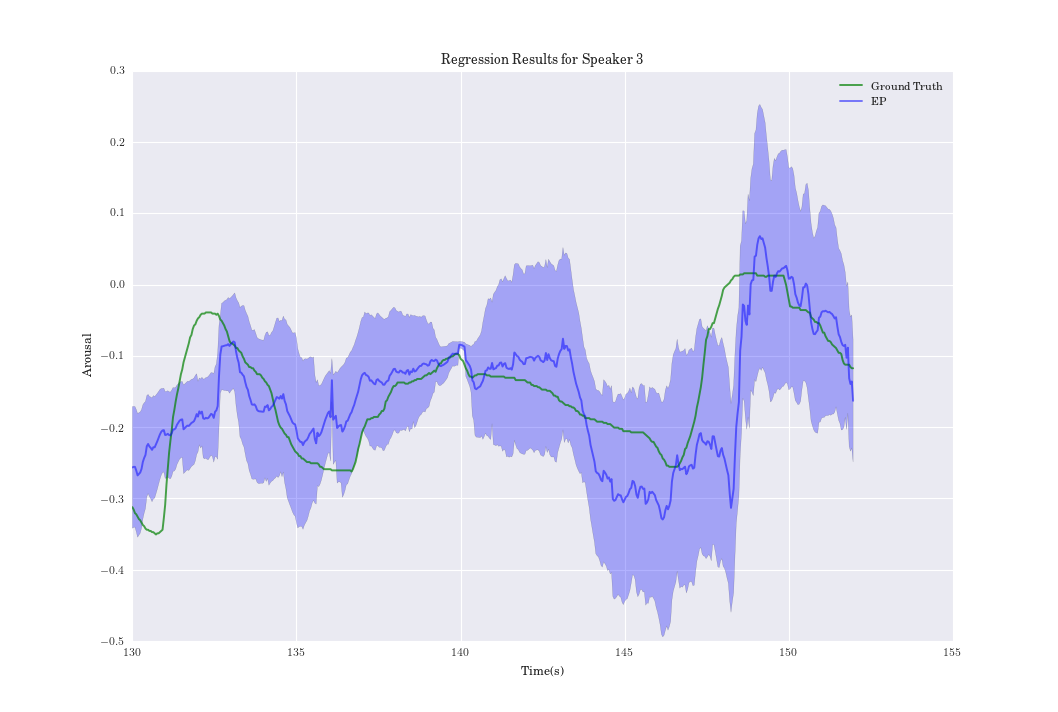 Regression Results for Speaker 3
Ground Truth
EP
Arousal
0.3
0.2
0.1
0.0
−0.1
−0.2
−0.3
−0.4
−0.5
130 135 140 145 150 155
Time(s)